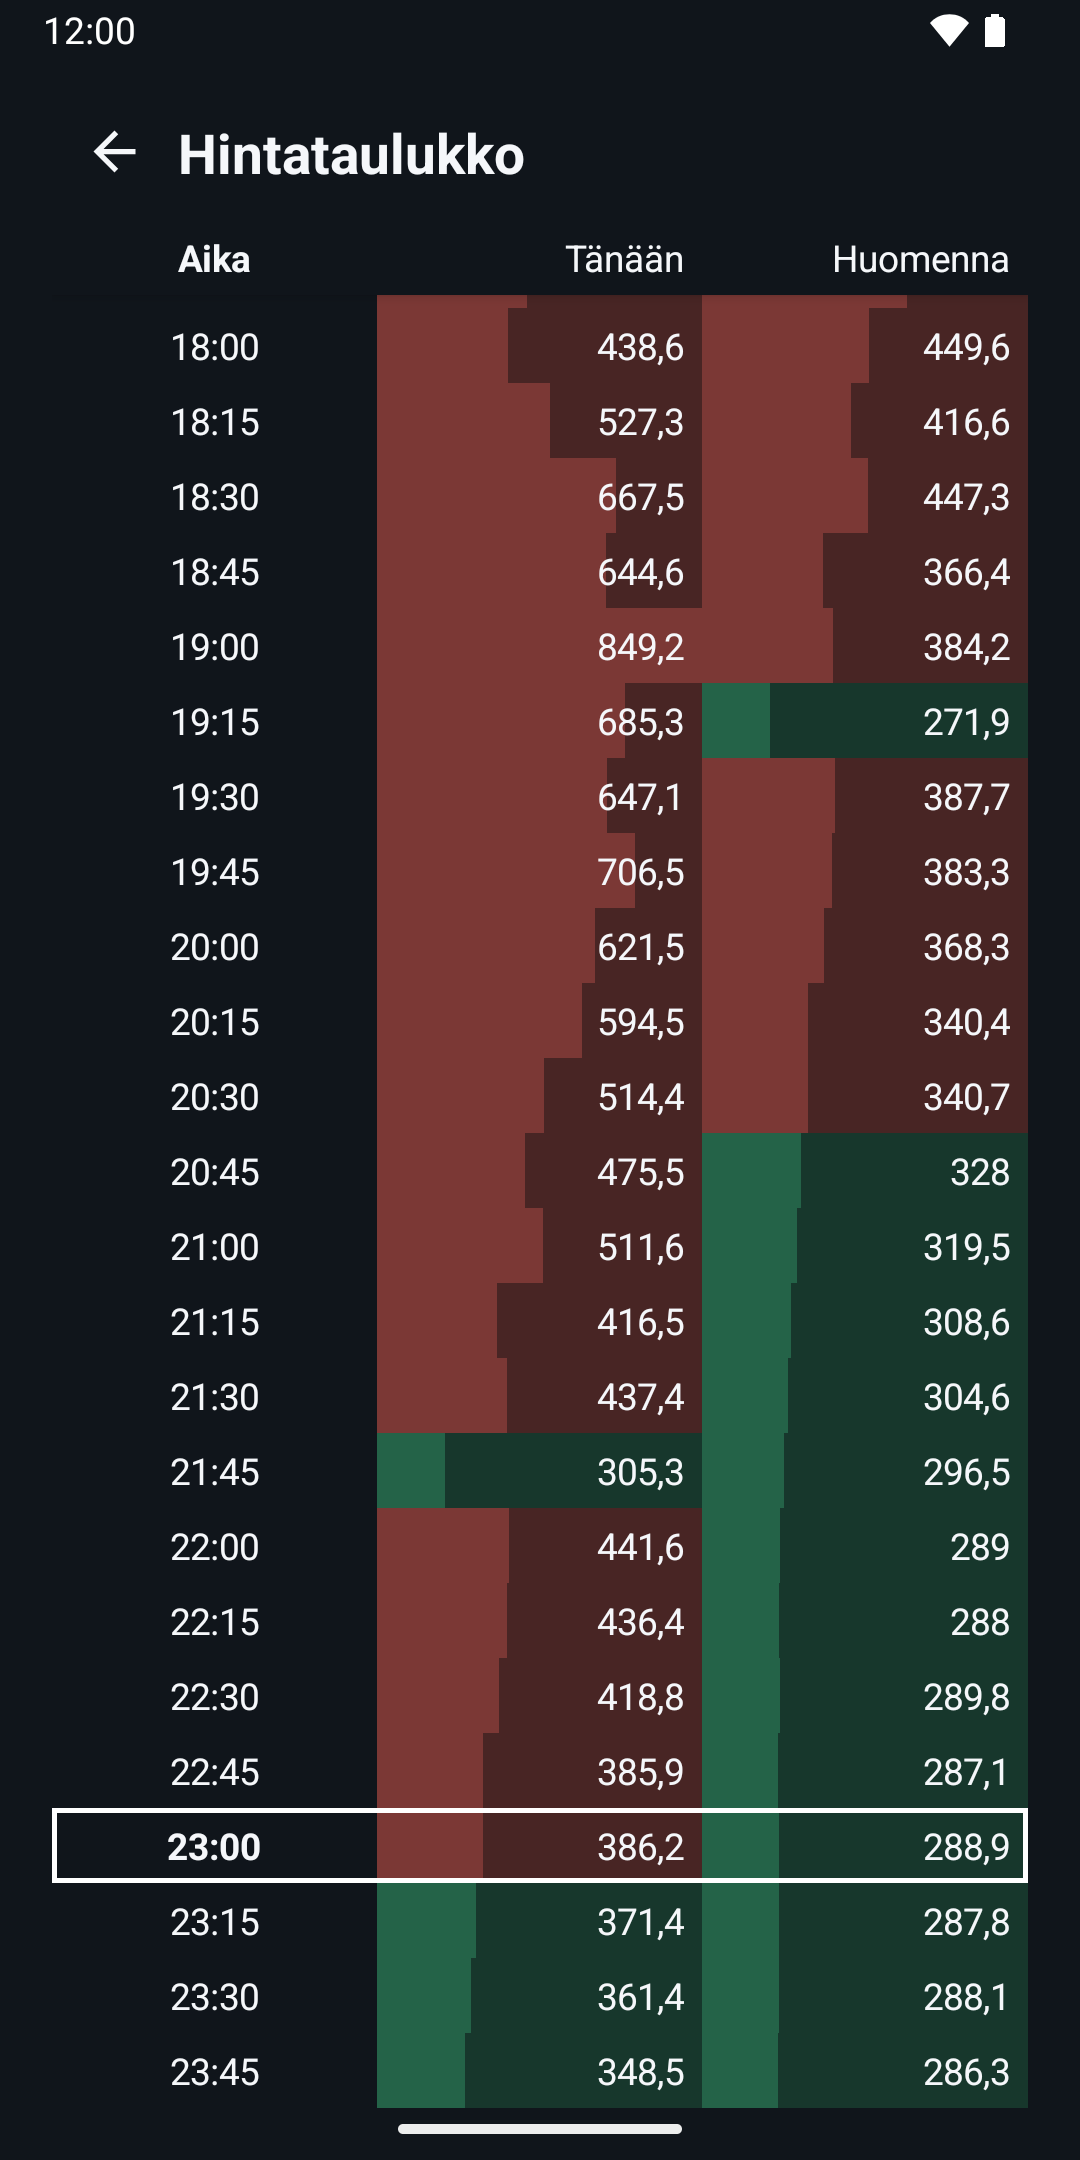 12:00
Hintataulukko
Aika Tänään Huomenna
18:00 438,6 449,6
18:15 527,3 416,6
18:30 667,5 447,3
18:45 644,6 366,4
19:00 849,2 384,2
19:15 685,3 271,9
19:30 647,1 387,7
19:45 706,5 383,3
20:00 621,5 368,3
20:15 594,5 340,4
20:30 514,4 340,7
20:45 475,5 328
21:00 511,6 319,5
21:15 416,5 308,6
21:30 437,4 304,6
21:45 305,3 296,5
22:00 441,6 289
22:15 436,4 288
22:30 418,8 289,8
22:45 385,9 287,1
23:00 386,2 288,9
23:15 371,4 287,8
23:30 361,4 288,1
23:45 348,5 286,3